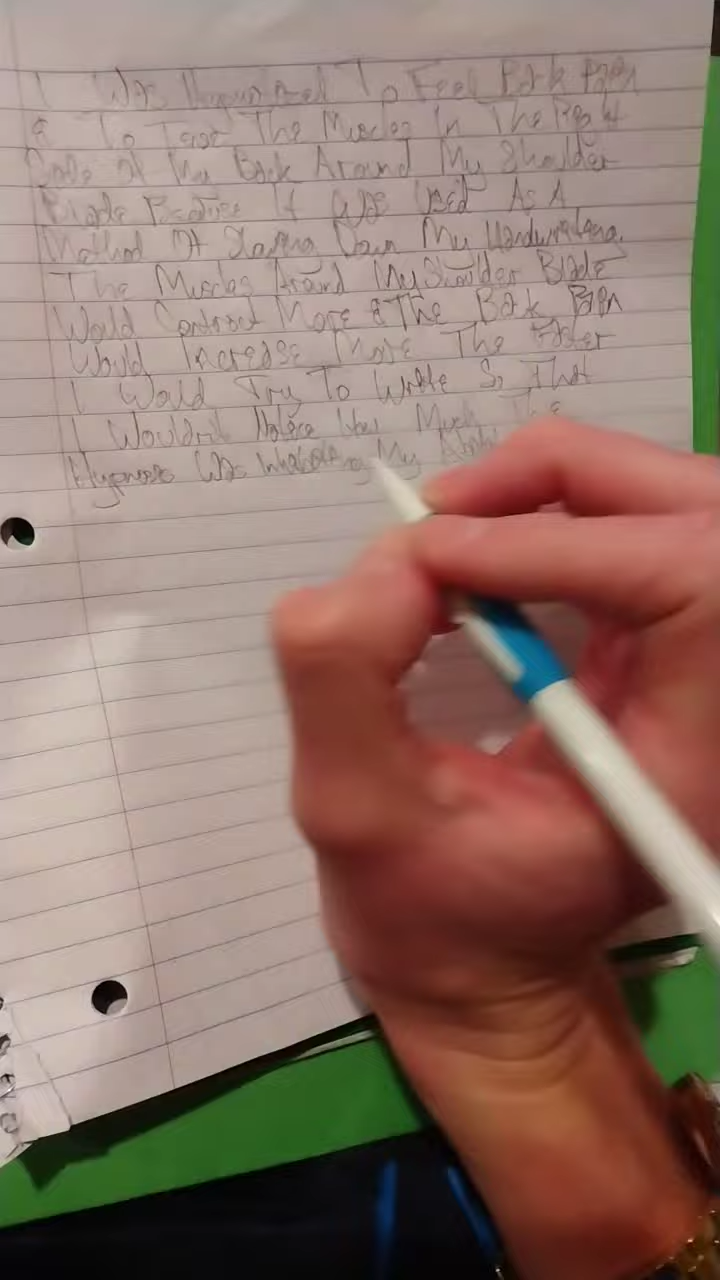 I Was Hypnotized To Feel Back Pain
& To Tense The Muscles In The Right
Side Of My Back Around My Shoulder
Blade Because It Was Used As A
Method Of Slowing Down My Handwriting.
The Muscles Around My Shoulder Blade
Would Contract More & The Back Pain
Would Increase More The Faster
I Would Try To Write So That
I Wouldn't Notice How Much The
Hypnosis Was My